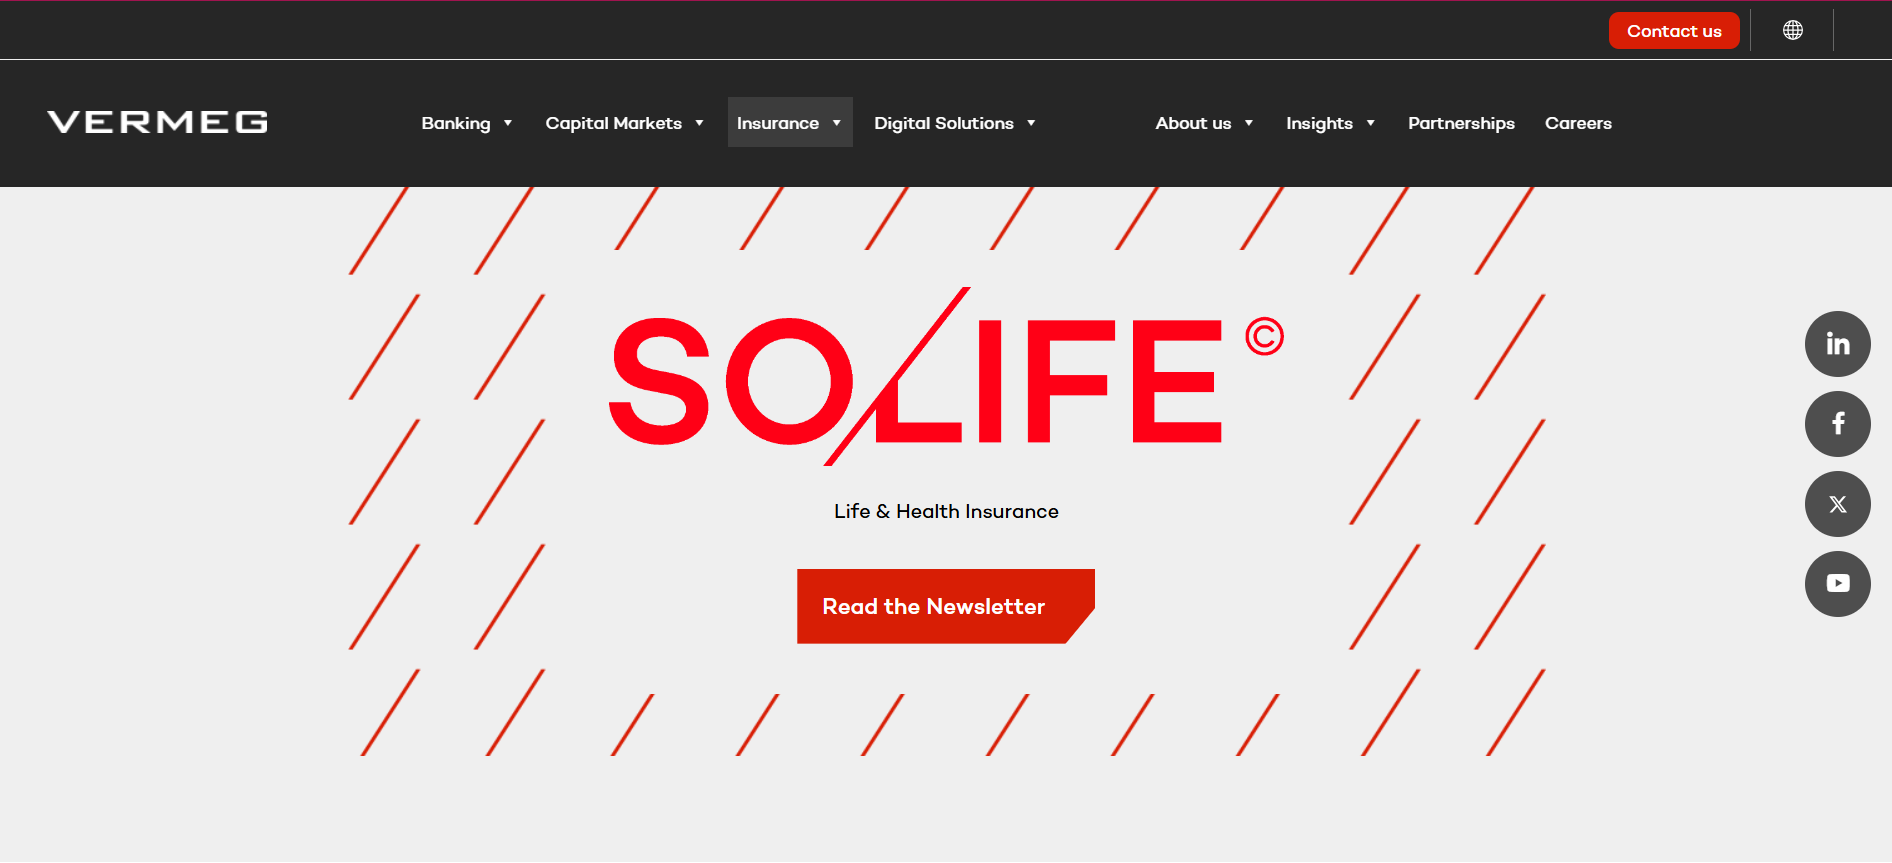 Contact us
VERMEG
Banking Capital Markets Insurance Digital Solutions About us Insights Partnerships Careers
SOLIFE ©
Life & Health Insurance
Read the Newsletter